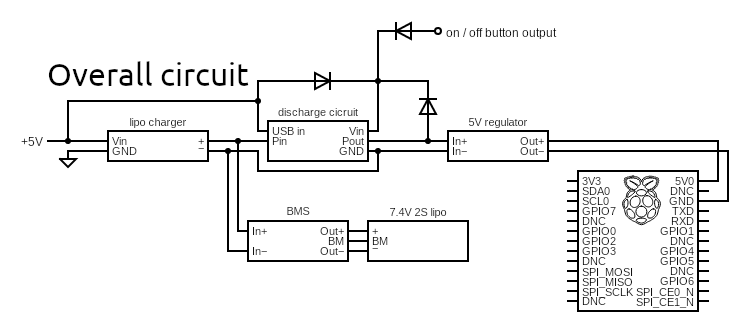 on / off button output
Overall circuit
discharge cicruit
lipo charger
5V regulator
+5V
Vin
GND
+
−
USB in
Pin
Vin
Pout
GND
In+
In−
Out+
Out−
BMS
In+
In−
Out+
BM
Out−
7.4V 2S lipo
+
BM
−
3V3
SDA0
SCL0
GPIO7
DNC
GPIO0
GPIO2
GPIO3
DNC
SPI_MOSI
SPI_MISO
SPI_SCLK
DNC
5V0
DNC
GND
TXD
RXD
GPIO1
DNC
GPIO4
GPIO5
DNC
GPIO6
SPI_CE0_N
SPI_CE1_N